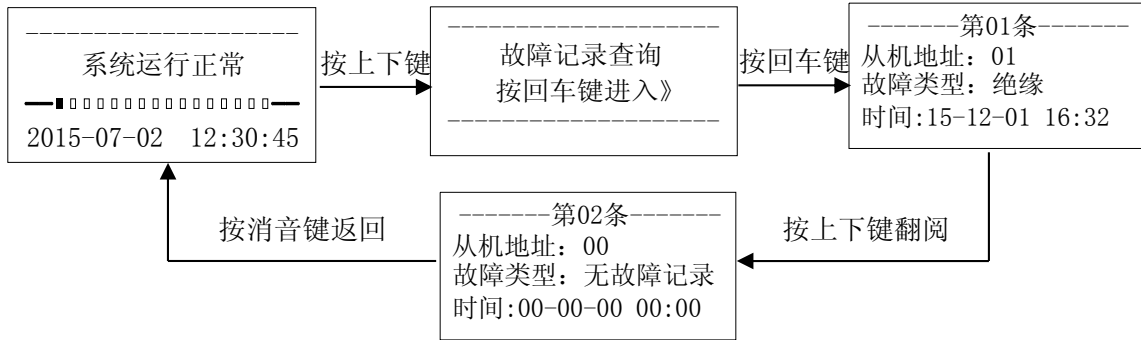 系统运行正常
2015-07-02 12:30:45
按上下键
故障记录查询
按回车键进入》
按回车键
-------第01条-------
从机地址：01
故障类型：绝缘
时间:15-12-01 16:32
按上下键翻阅
-------第02条-------
从机地址：00
故障类型：无故障记录
时间:00-00-00 00:00
按消音键返回